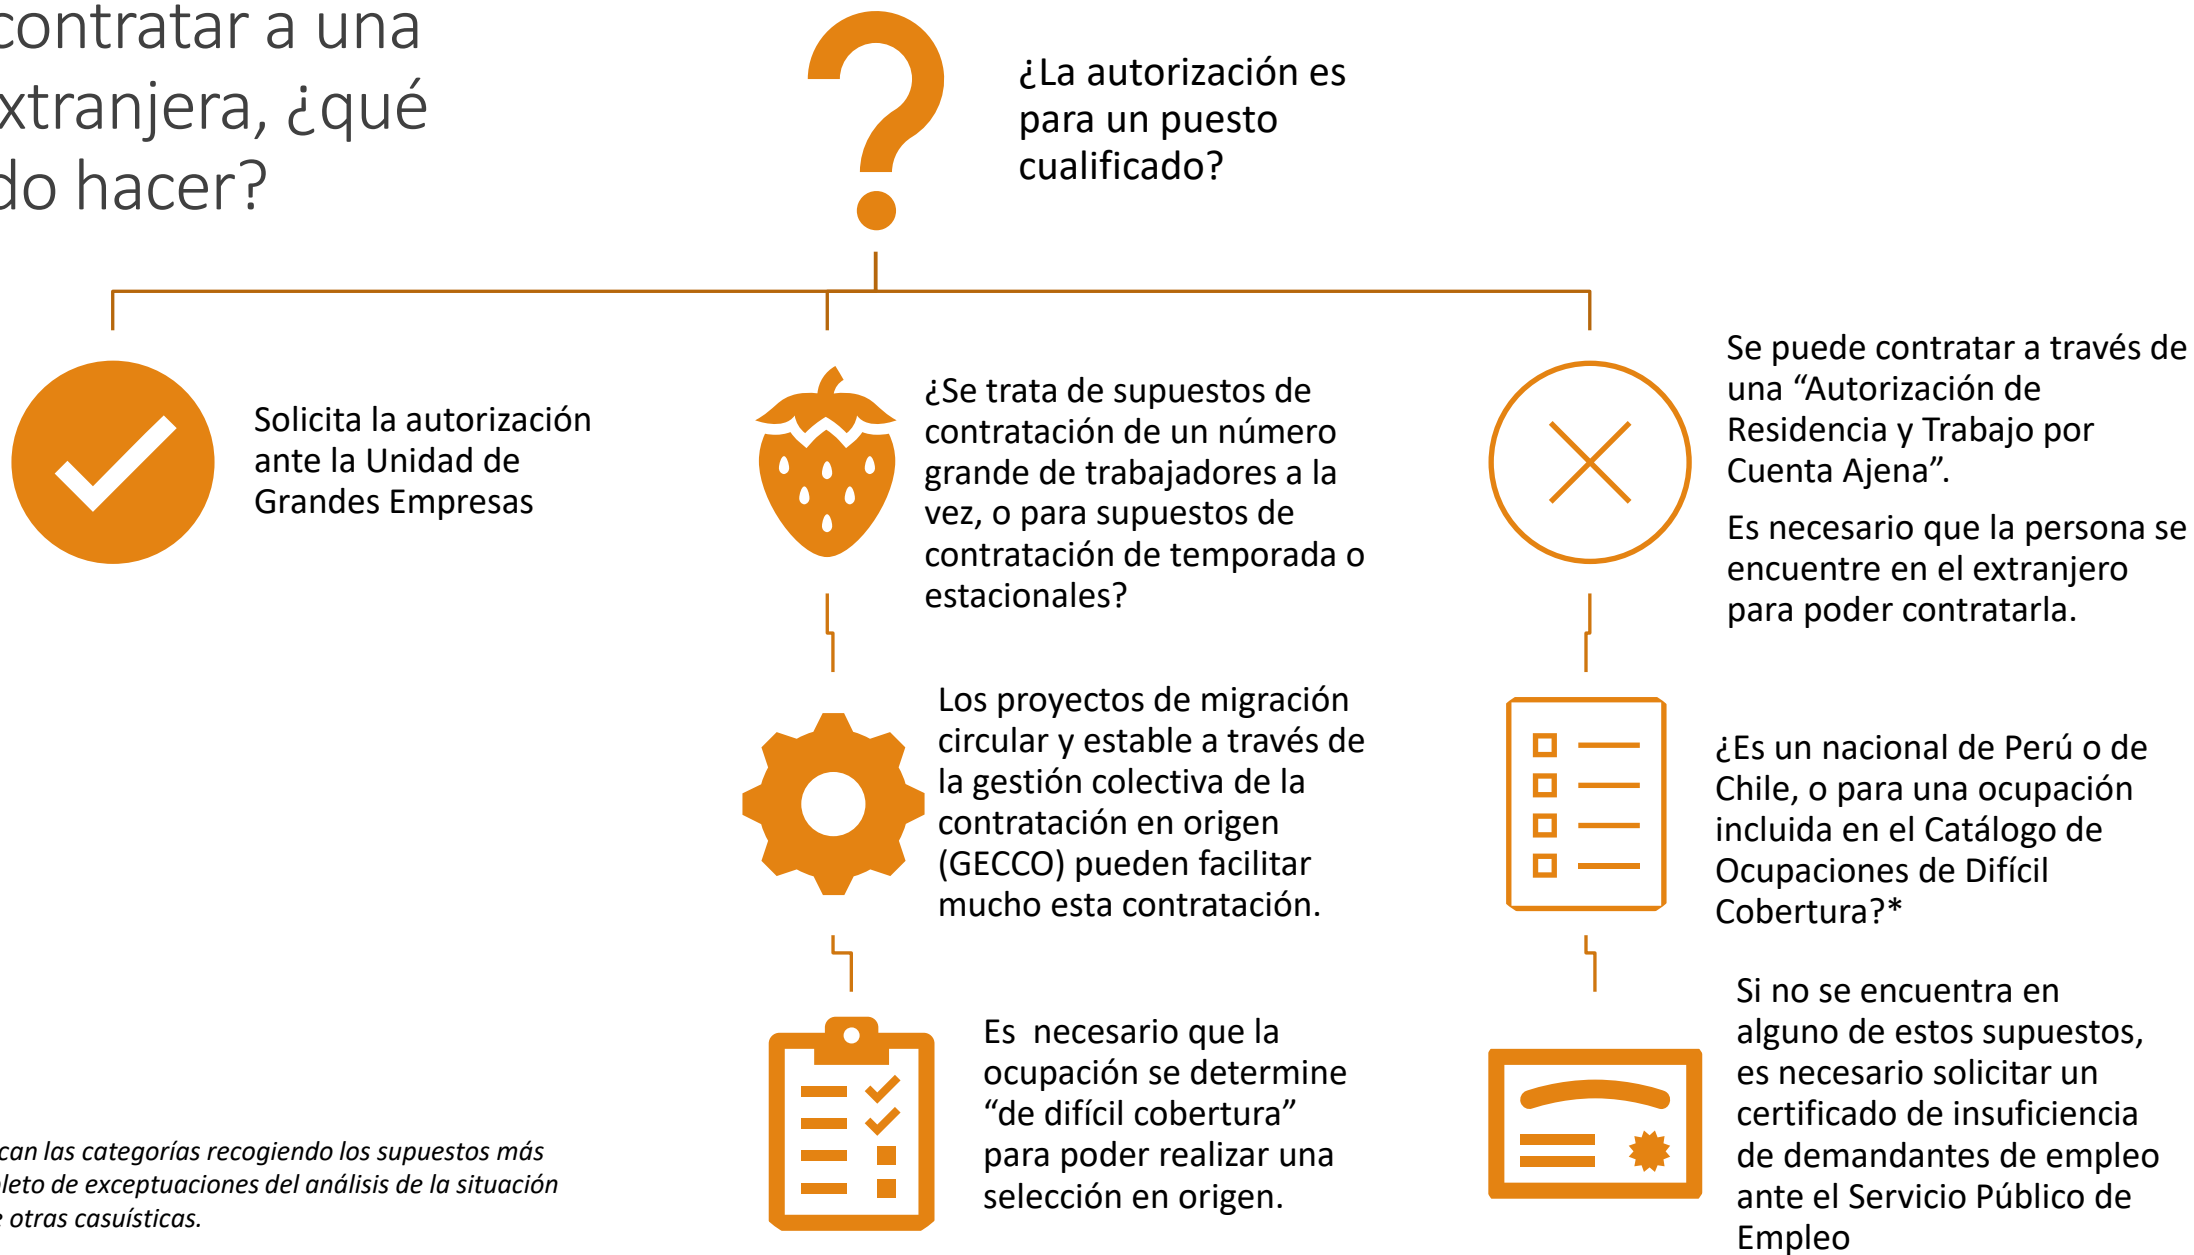 contratar a una
xtranjera, ¿qué
do hacer?
¿La autorización es
para un puesto
cualificado?
Solicita la autorización
ante la Unidad de
Grandes Empresas
¿Se trata de supuestos de
contratación de un número
grande de trabajadores a la
vez, o para supuestos de
contratación de temporada o
estacionales?
Los proyectos de migración
circular y estable a través de
la gestión colectiva de la
contratación en origen
(GECCO) pueden facilitar
mucho esta contratación.
Es necesario que la
ocupación se determine
“de difícil cobertura”
para poder realizar una
selección en origen.
Se puede contratar a través de
una “Autorización de
Residencia y Trabajo por
Cuenta Ajena”.
Es necesario que la persona se
encuentre en el extranjero
para poder contratarla.
¿Es un nacional de Perú o de
Chile, o para una ocupación
incluida en el Catálogo de
Ocupaciones de Difícil
Cobertura?*
Si no se encuentra en
alguno de estos supuestos,
es necesario solicitar un
certificado de insuficiencia
de demandantes de empleo
ante el Servicio Público de
Empleo
can las categorías recogiendo los supuestos más
leto de exceptuaciones del análisis de la situación
e otras casuísticas.